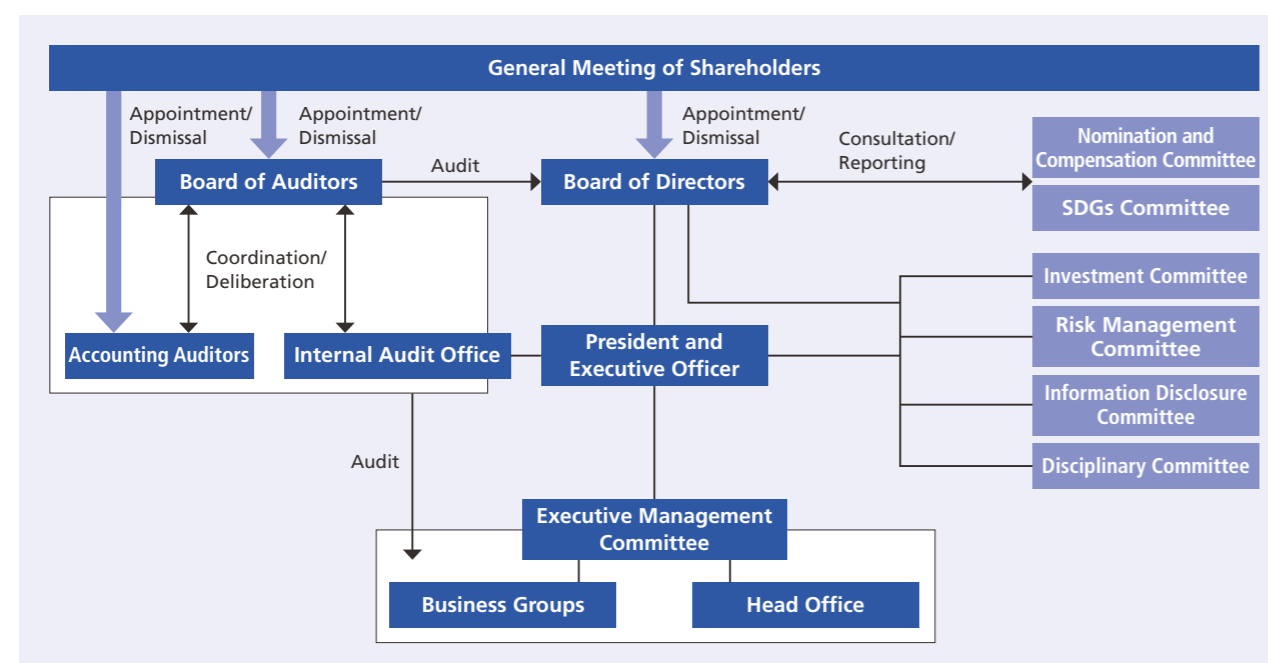 General Meeting of Shareholders
Appointment/
Dismissal
Appointment/
Dismissal
Appointment/
Dismissal
Consultation/
Reporting
Nomination and
Compensation Committee
Board of Auditors
Audit
Board of Directors
SDGs Committee
Coordination/
Deliberation
Investment Committee
Accounting Auditors
Internal Audit Office
President and
Executive Officer
Risk Management
Committee
Information Disclosure
Committee
Audit
Disciplinary Committee
Executive Management
Committee
Business Groups
Head Office